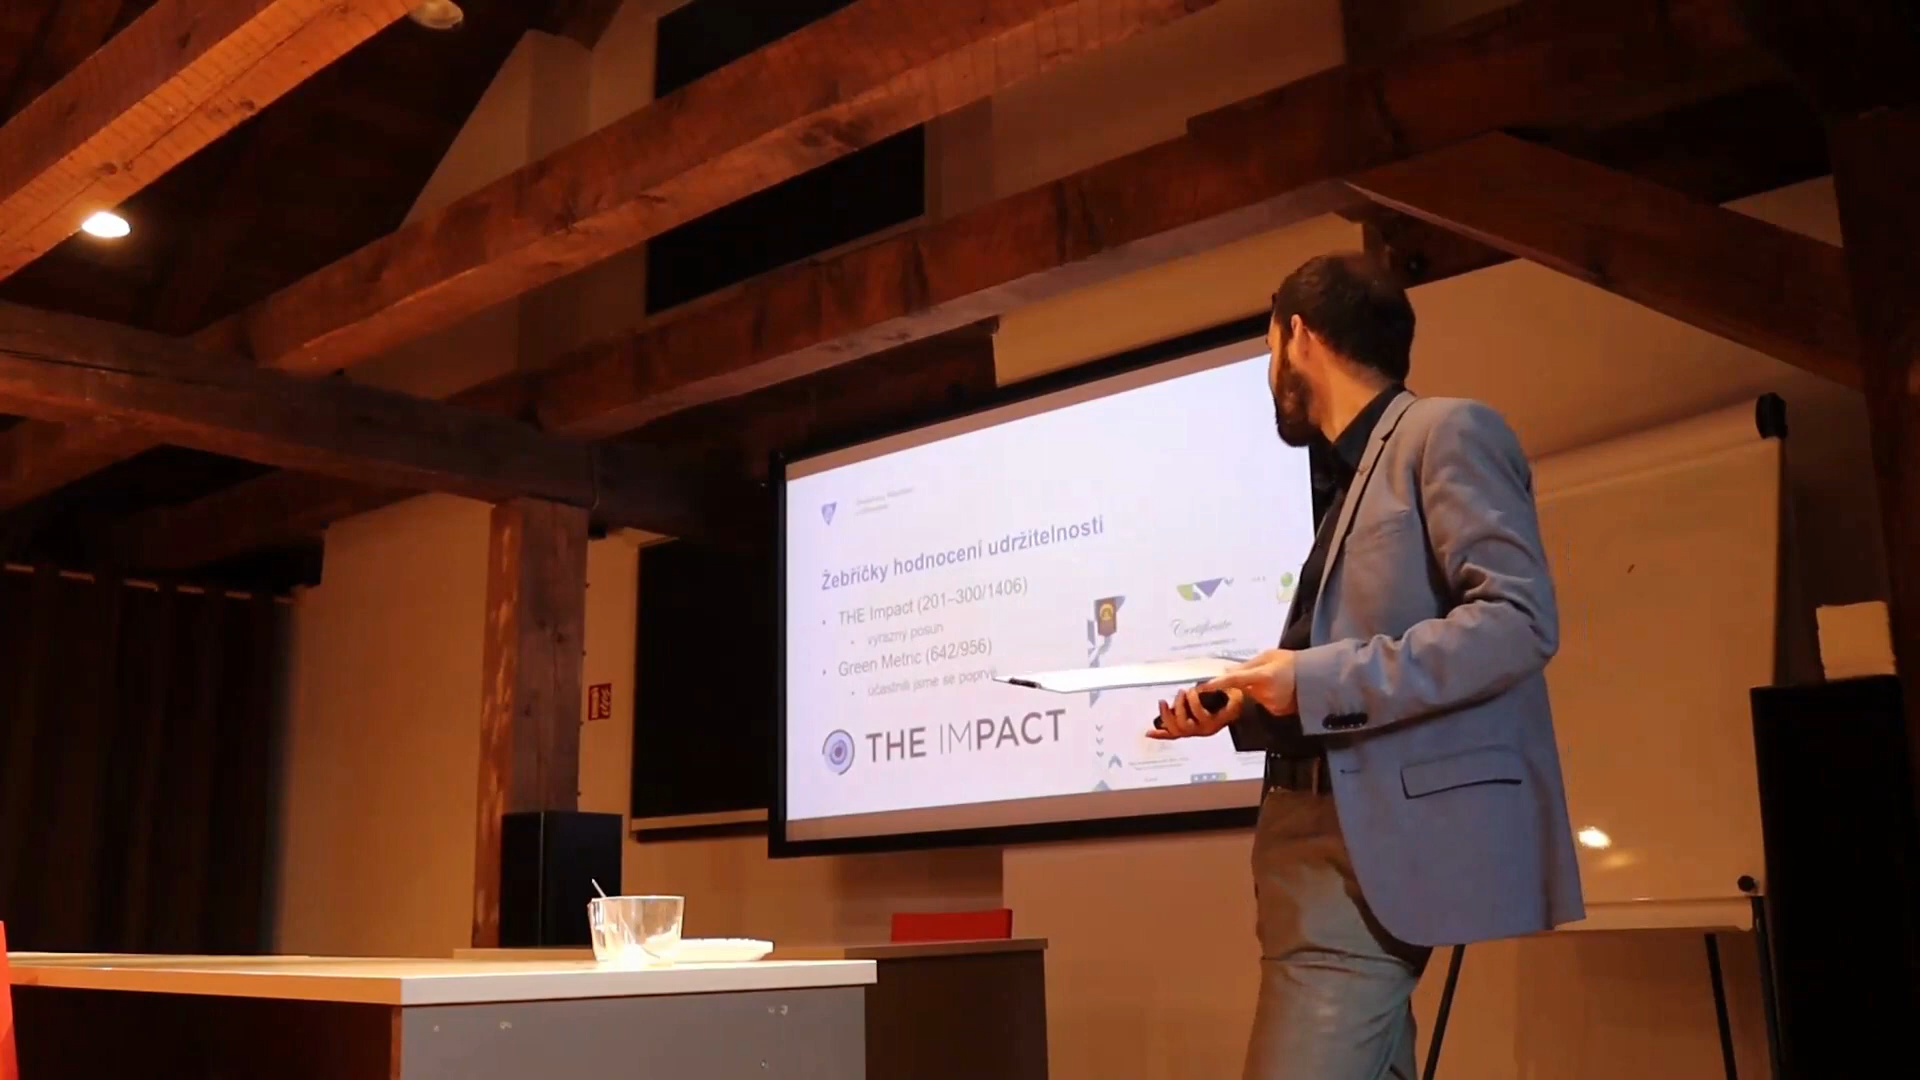 Žebříčky hodnocení udržitelnosti
THE Impact (201–300/1406)
výrazný posun
Green Metric (642/956)
účastnili jsme se poprvé
THE IMPACT
Certificate